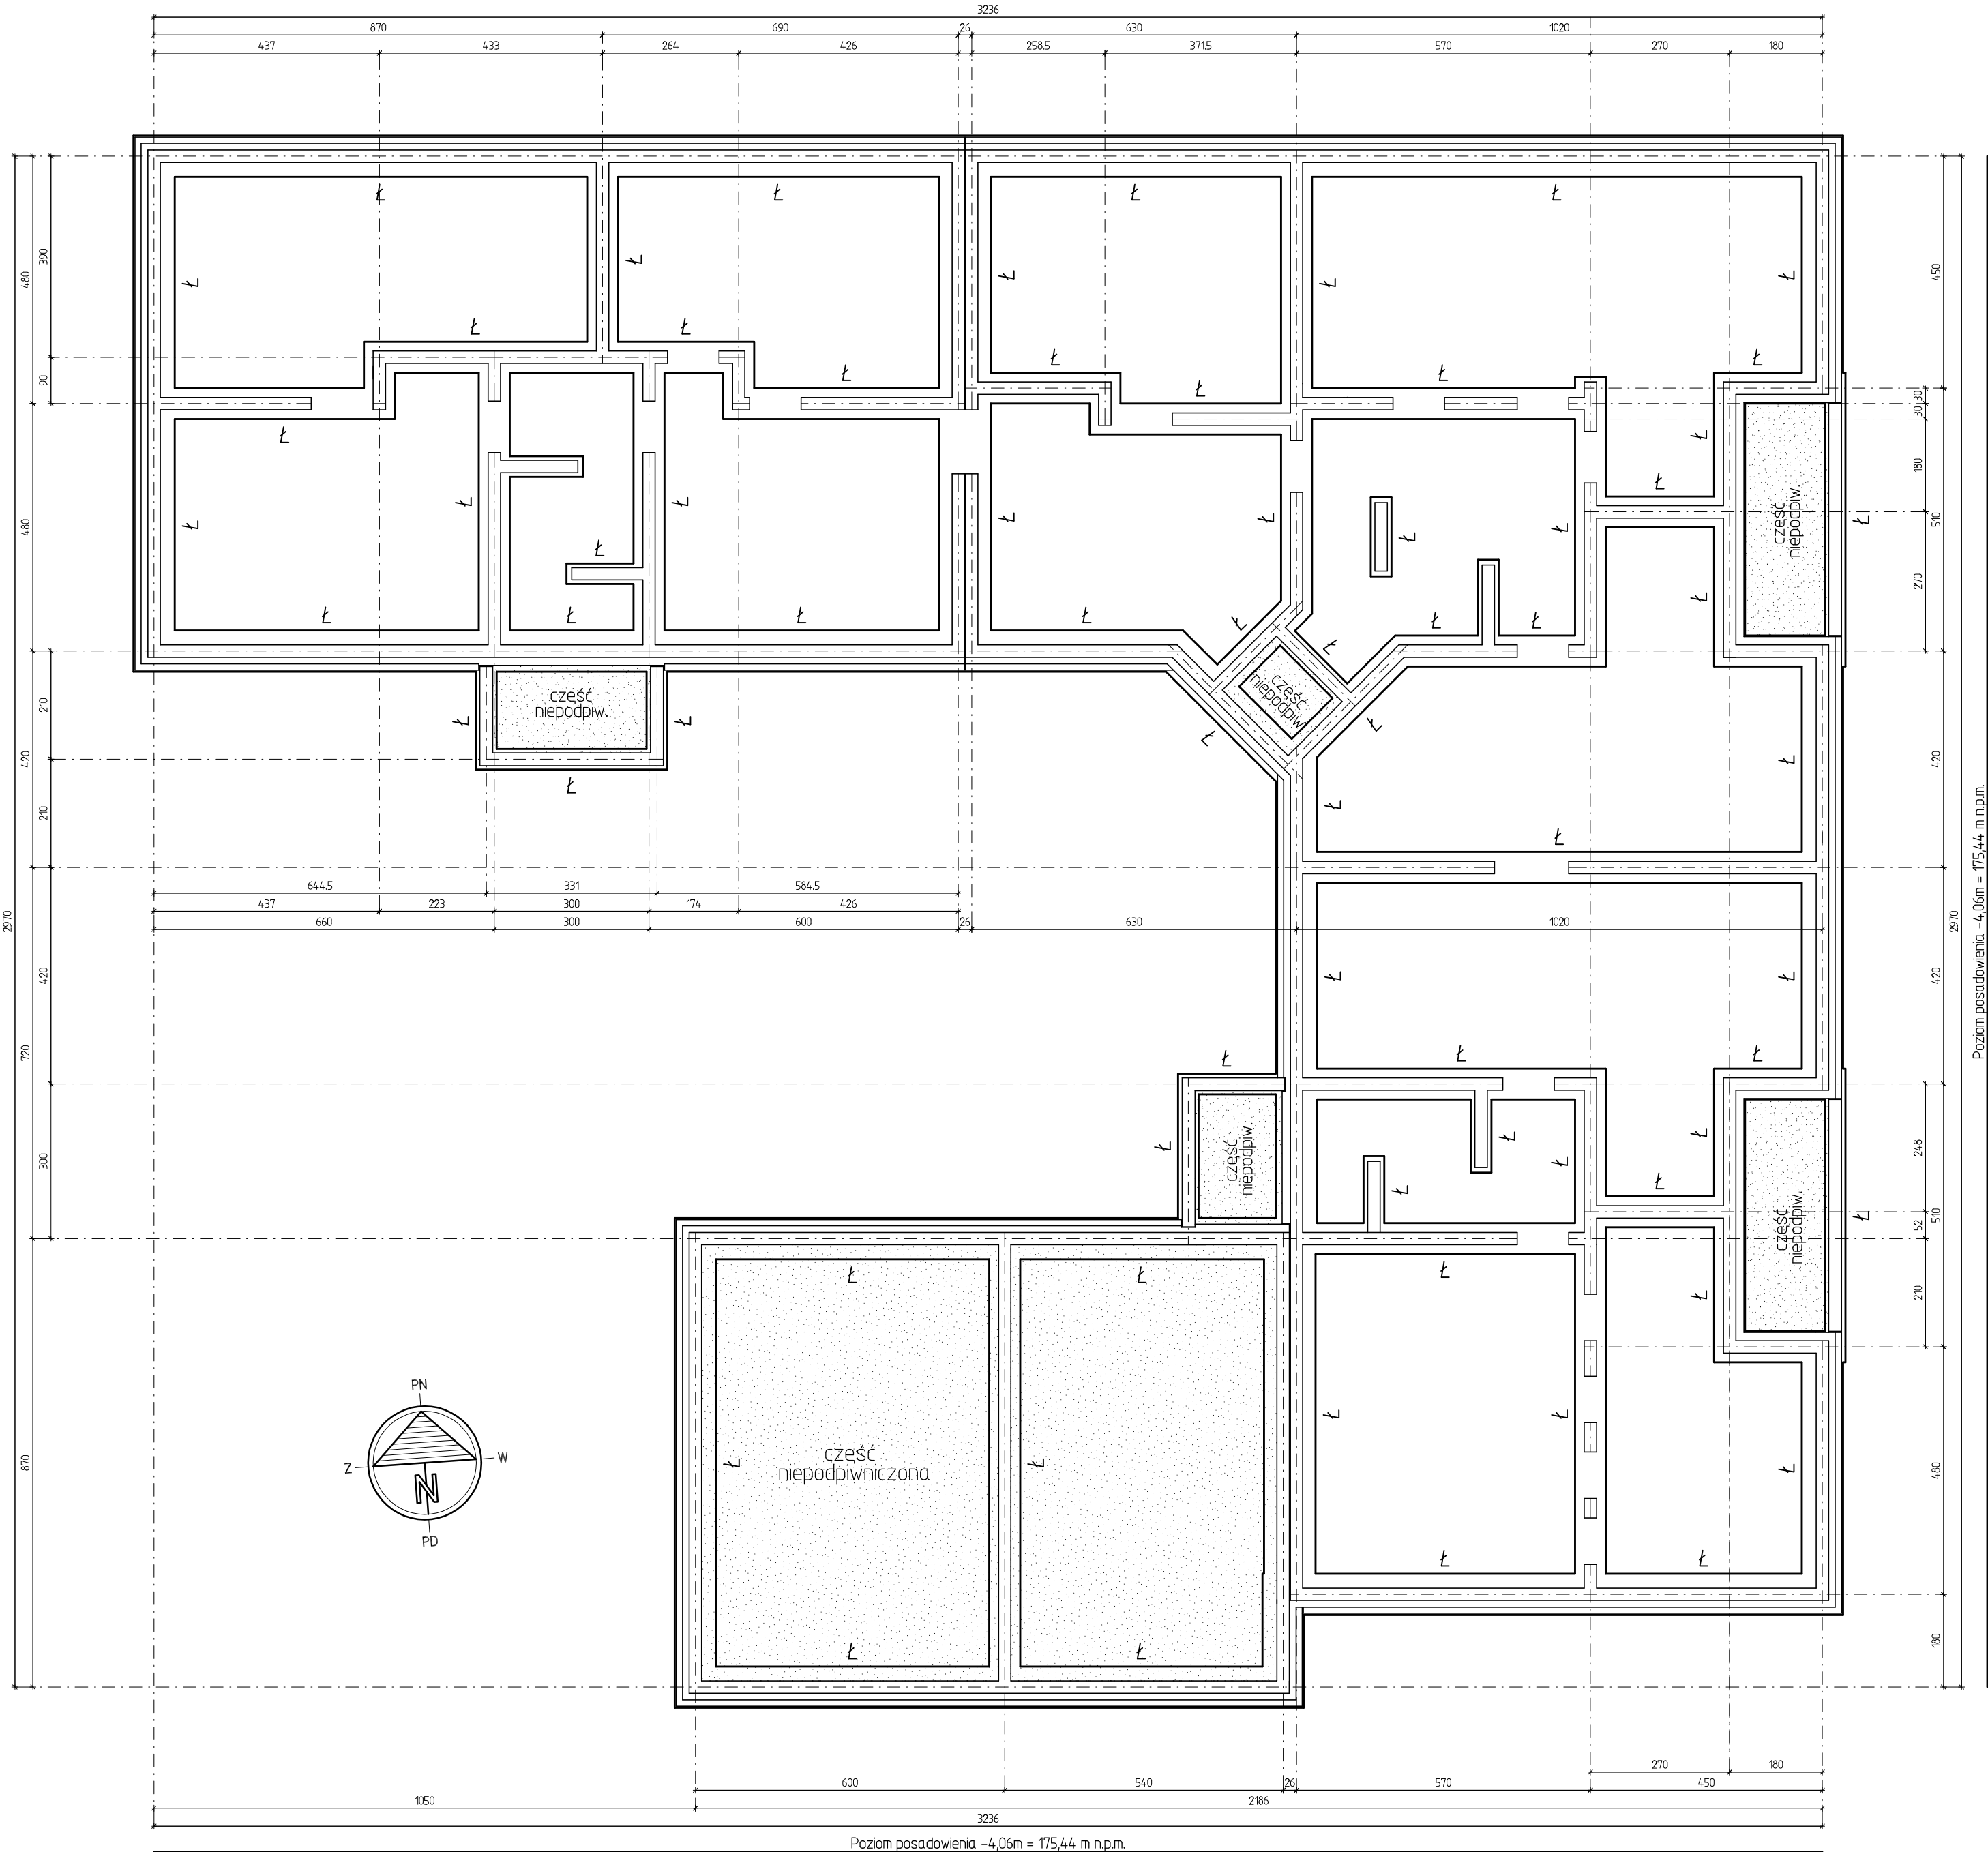 3236
870
690
26
630
1020
437
433
264
426
258.5
371.5
570
270
180
Ł
Ł
Ł
Ł
390
480
450
Ł
Ł
Ł
Ł
Ł
Ł
Ł
Ł
Ł
Ł
90
Ł
Ł
Ł
30
30
Ł
Ł
Ł
180
480
510
Ł
Ł
Ł
Ł
Ł
Ł
Ł
część
niepodpiw.
Ł
Ł
Ł
Ł
270
Ł
Ł
Ł
Ł
Ł
Ł
Ł
Ł
część
niepodpiw.
część
niepodpiw.
210
420
420
Ł
Ł
Ł
Ł
Ł
Ł
210
Ł
Ł
644.5
331
584.5
437
223
300
174
426
660
300
600
26
630
1020
2970
2970
420
420
Ł
Ł
720
Ł
Ł
Ł
300
248
Ł
część
niepodpiw.
Ł
Ł
Ł
Ł
Ł
52
510
część
niepodpiw.
Ł
Ł
Ł
Ł
Ł
210
PN
Z
W
N
PD
870
480
180
część
niepodpiwniczona
Ł
Ł
Ł
Ł
Ł
Ł
Ł
Ł
Ł
270
180
600
540
26
570
450
1050
2186
3236
Poziom posadowienia -4,06m = 175,44 m n.p.m.
Poziom posadowienia -4,06m = 175,44 m n.p.m.